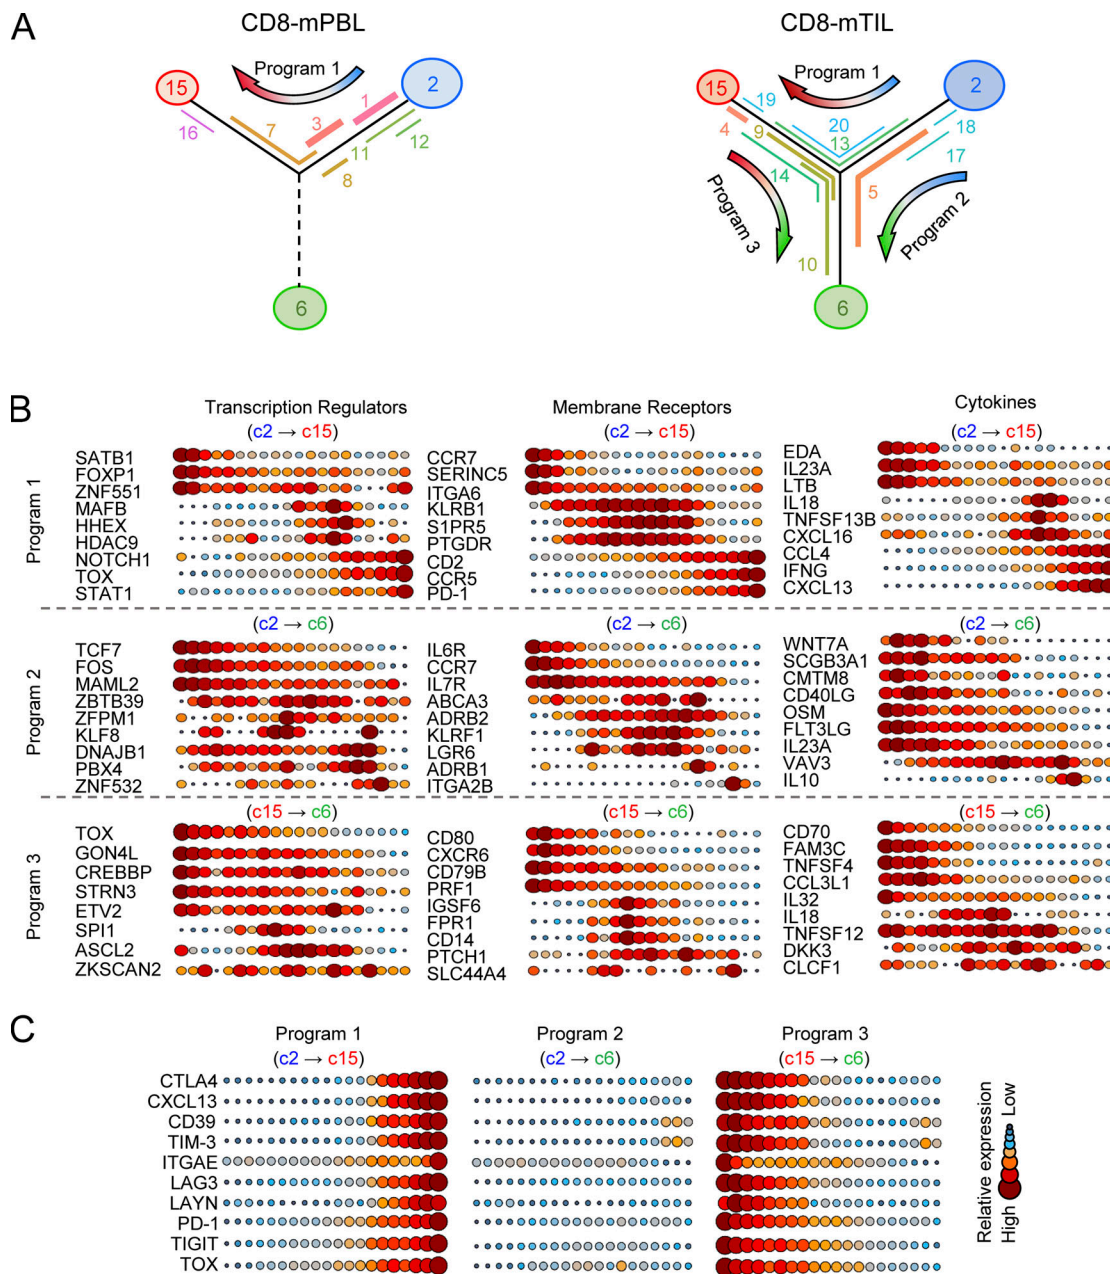 A
CD8-mPBL
CD8-mTIL
15
Program 1
2
1
3
7
16
12
11
8
6
15
Program 1
2
19
20
13
4
9
18
17
14
5
Program 3
Program 2
10
6
B
Transcription Regulators
(c2 → c15)
Membrane Receptors
(c2 → c15)
Cytokines
(c2 → c15)
Program 1
SATB1
FOXP1
ZNF551
MAFB
HHEX
HDAC9
NOTCH1
TOX
STAT1
CCR7
SERINC5
ITGA6
KLRB1
S1PR5
PTGDR
CD2
CCR5
PD-1
EDA
IL23A
LTB
IL18
TNFSF13B
CXCL16
CCL4
IFNG
CXCL13
Program 2
(c2 → c6)
(c2 → c6)
(c2 → c6)
TCF7
FOS
MAML2
ZBTB39
ZFPM1
KLF8
DNAJB1
PBX4
ZNF532
IL6R
CCR7
IL7R
ABCA3
ADRB2
KLRF1
LGR6
ADRB1
ITGA2B
WNT7A
SCGB3A1
CMTM8
CD40LG
OSM
FLT3LG
IL23A
VAV3
IL10
Program 3
(c15 → c6)
(c15 → c6)
(c15 → c6)
TOX
GON4L
CREBBP
STRN3
ETV2
SPI1
ASCL2
ZKSCAN2
CD80
CXCR6
CD79B
PRF1
IGSF6
FPR1
CD14
PTCH1
SLC44A4
CD70
FAM3C
TNFSF4
CCL3L1
IL32
IL18
TNFSF12
DKK3
CLCF1
C
Program 1
(c2 → c15)
Program 2
(c2 → c6)
Program 3
(c15 → c6)
CTLA4
CXCL13
CD39
TIM-3
ITGAE
LAG3
LAYN
PD-1
TIGIT
TOX
Relative expression
High
Low